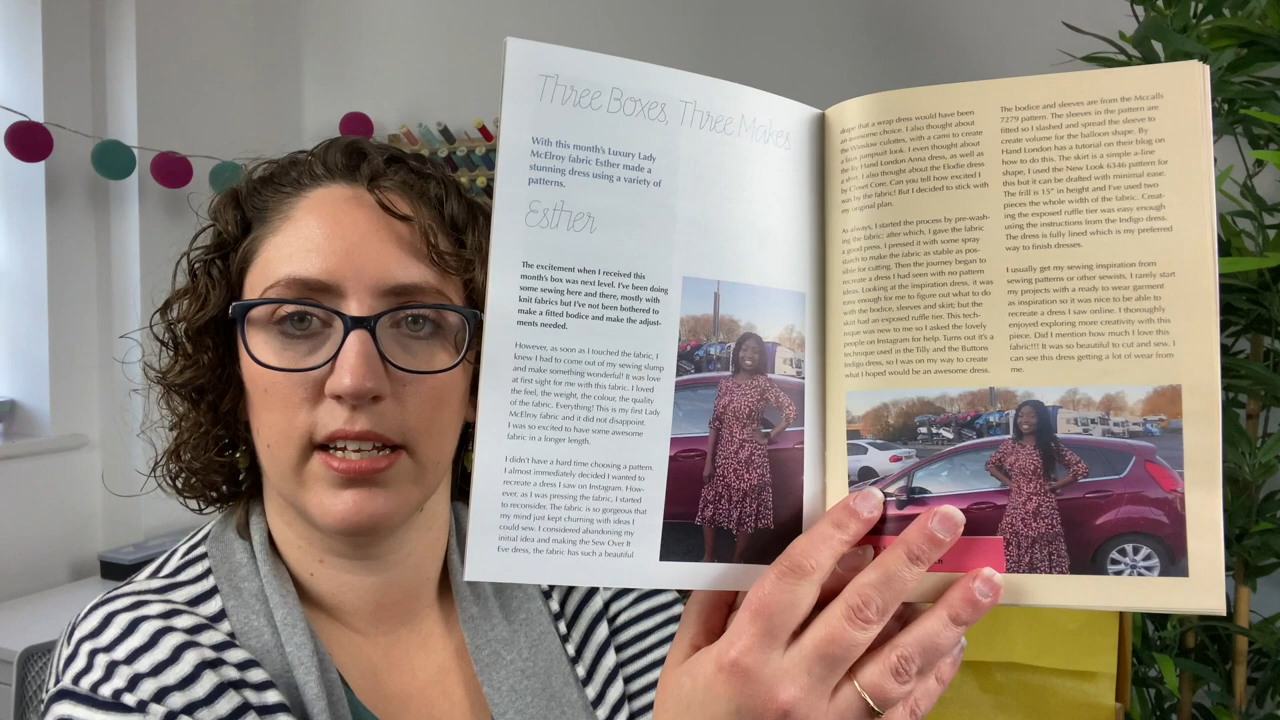 Three Boxes, Three Makes
With this month's Luxury Lady
McElroy fabric Esther made a
stunning dress using a variety of
patterns.
Esther
The excitement when I received this
month's box was next level. I've been doing
some sewing here and there, mostly with
knit fabrics but I've not been bothered to
make a fitted bodice and make the adjust-
ments needed.
However, as soon as I touched the fabric, I
knew I had to come out of my sewing slump
and make something wonderful! It was love
at first sight for me with this fabric. I loved
the feel, the weight, the colour, the quality
of the fabric. Everything! This is my first Lady
McElroy fabric and it did not disappoint.
I was so excited to have some awesome
fabric in a longer length.
I didn't have a hard time choosing a pattern.
I almost immediately decided I wanted to
recreate a dress I saw on Instagram. How-
ever, as I was pressing the fabric, I started
to reconsider. The fabric is so gorgeous that
my mind just kept churning with ideas I
could sew. I considered abandoning my
initial idea and making the Sew Over It
Eve dress, the fabric has such a beautiful
drape that a wrap dress would have been
an awesome choice. I also thought about
the Winslow culottes, with a cami to create
a faux jumpsuit look. I even thought about
the By Hand London Anna dress, as well as
a shirt. I also thought about the Elodie dress
by Closet Core. Can you tell how excited I
was by the fabric! But I decided to stick with
my original plan.
As always, I started the process by pre-wash-
ing the fabric; after which, I gave the fabric
a good press. I pressed it with some spray
starch to make the fabric as stable as pos-
sible for cutting. Then the journey began to
recreate a dress I had seen with no pattern
ideas. Looking at the inspiration dress, it was
easy enough for me to figure out what to do
with the bodice, sleeves and skirt; but the
skirt had an exposed ruffle tier. This tech-
nique was new to me so I asked the lovely
people on Instagram for help. Turns out it's a
technique used in the Tilly and the Buttons
Indigo dress, so I was on my way to create
what I hoped would be an awesome dress.
The bodice and sleeves are from the Mccalls
7279 pattern. The sleeves in the pattern are
fitted so I slashed and spread the sleeve to
create volume for the balloon shape. By
Hand London has a tutorial on their blog on
how to do this. The skirt is a simple a-line
shape, I used the New Look 6346 pattern for
this but it can be drafted with minimal ease.
The frill is 15" in height and I've used two
pieces the whole width of the fabric. Creat-
ing the exposed ruffle tier was easy enough
using the instructions from the Indigo dress.
The dress is fully lined which is my preferred
way to finish dresses.
I usually get my sewing inspiration from
sewing patterns or other sewists, I rarely start
my projects with a ready to wear garment
as inspiration so it was nice to be able to
recreate a dress I saw online. I thoroughly
enjoyed exploring more creativity with this
piece. Did I mention how much I love this
fabric!!! It was so beautiful to cut and sew, I
can see this dress getting a lot of wear from
me.